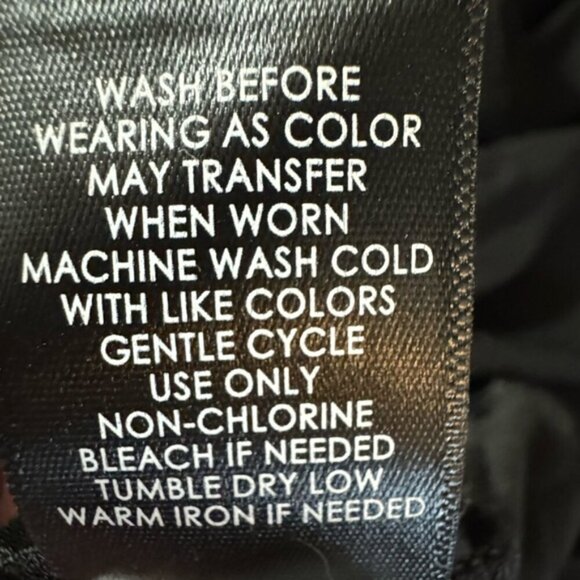 WASH BEFORE
WEARING AS COLOR
MAY TRANSFER
WHEN WORN
MACHINE WASH COLD
WITH LIKE COLORS
GENTLE CYCLE
USE ONLY
NON-CHLORINE
BLEACH IF NEEDED
TUMBLE DRY LOW
WARM IRON IF NEEDED